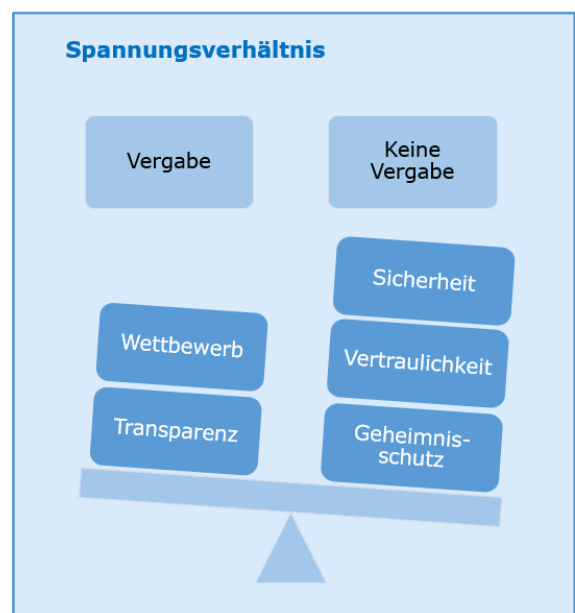 Spannungsverhältnis
Vergabe
Keine
Vergabe
Wettbewerb
Transparenz
Sicherheit
Vertraulichkeit
Geheimnis-
schutz